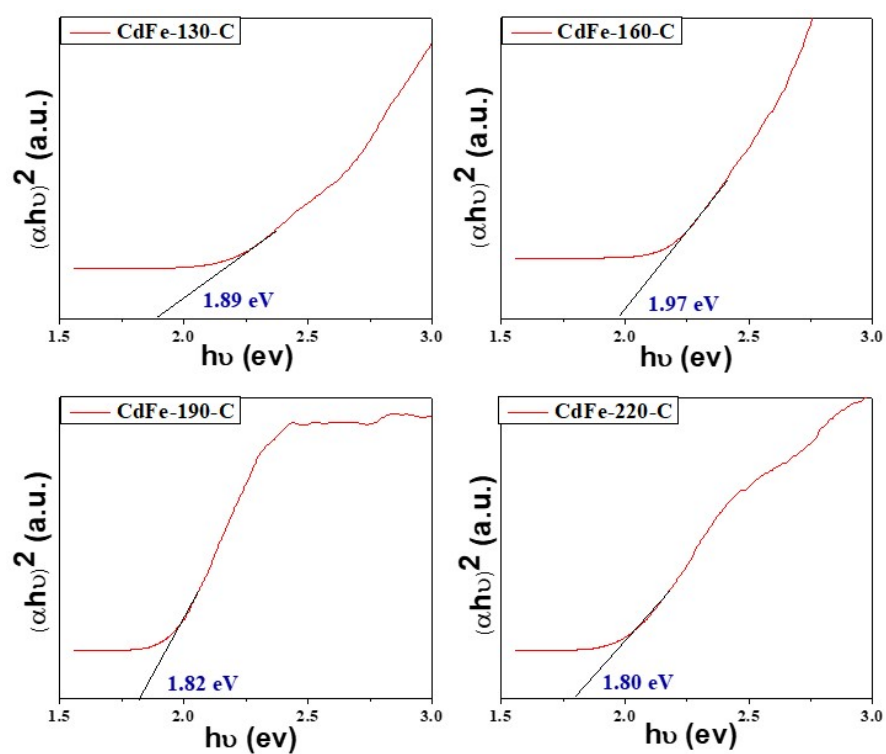 CdFe-130-C
(αhυ)2 (a.u.)
1.89 eV
1.5 2.0 2.5 3.0
hυ (ev)
CdFe-160-C
(αhυ)2 (a.u.)
1.97 eV
1.5 2.0 2.5 3.0
hυ (ev)
CdFe-190-C
(αhυ)2 (a.u.)
1.82 eV
1.5 2.0 2.5 3.0
hυ (ev)
CdFe-220-C
(αhυ)2 (a.u.)
1.80 eV
1.5 2.0 2.5 3.0
hυ (ev)